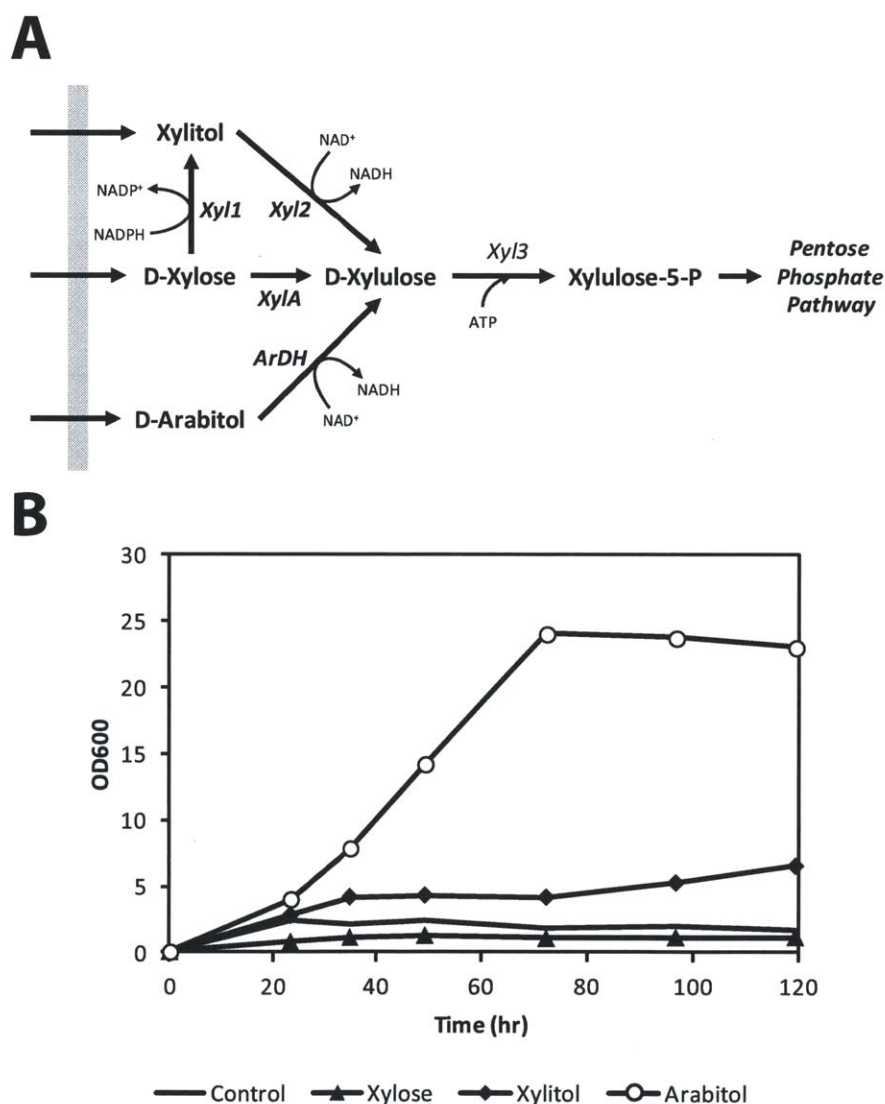 A
Xylitol
NAD⁺
NADH
NADP⁺
Xyl1
Xyl2
NADPH
D-Xylose
D-Xylulose
Xyl3
Xylulose-5-P
Pentose
Phosphate
Pathway
XylA
ATP
ArDH
NADH
NAD⁺
D-Arabitol
B
30
25
20
15
10
5
0
OD600
0 20 40 60 80 100 120
Time (hr)
Control Xylose Xylitol Arabitol